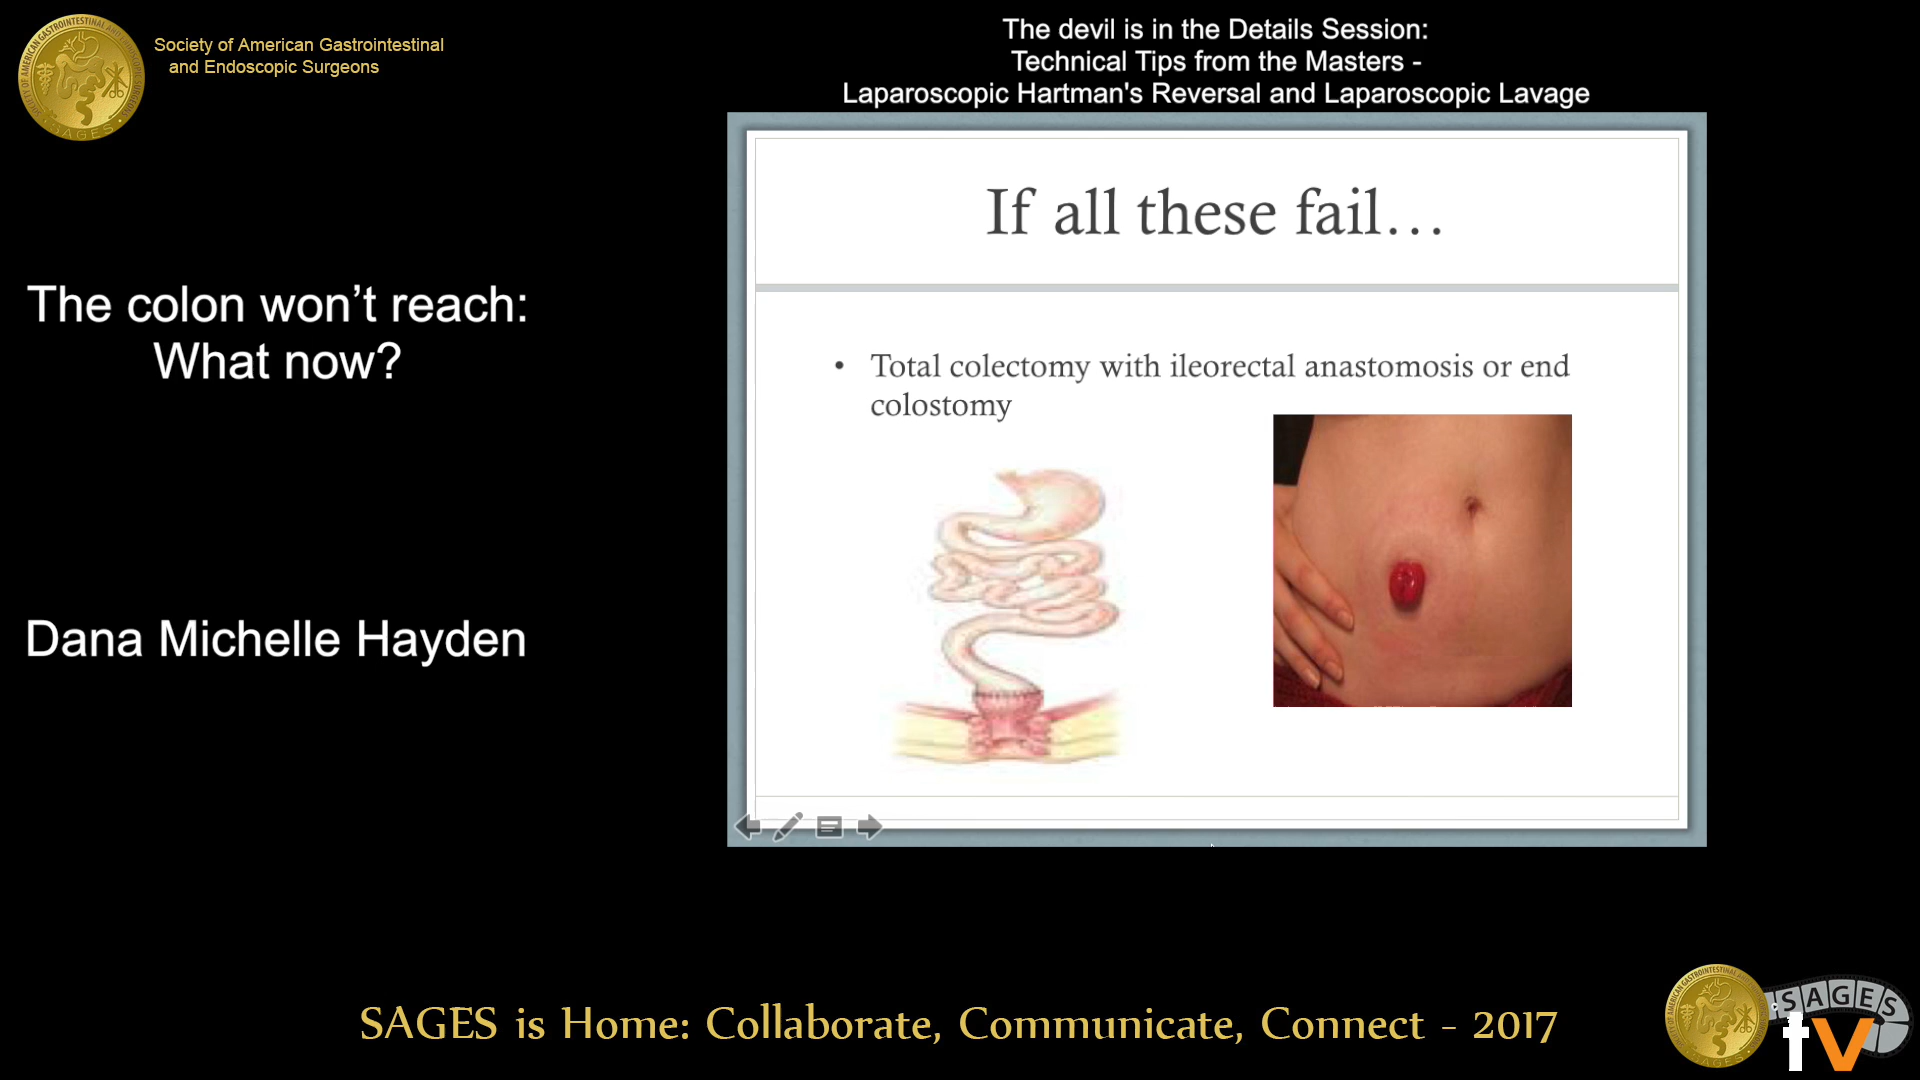 Society of American Gastrointestinal
and Endoscopic Surgeons
The devil is in the Details Session:
Technical Tips from the Masters -
Laparoscopic Hartman's Reversal and Laparoscopic Lavage
The colon won’t reach:
What now?
Dana Michelle Hayden
If all these fail…
• Total colectomy with ileorectal anastomosis or end
colostomy
SAGES is Home: Collaborate, Communicate, Connect - 2017
SAGES
SAGES
tv